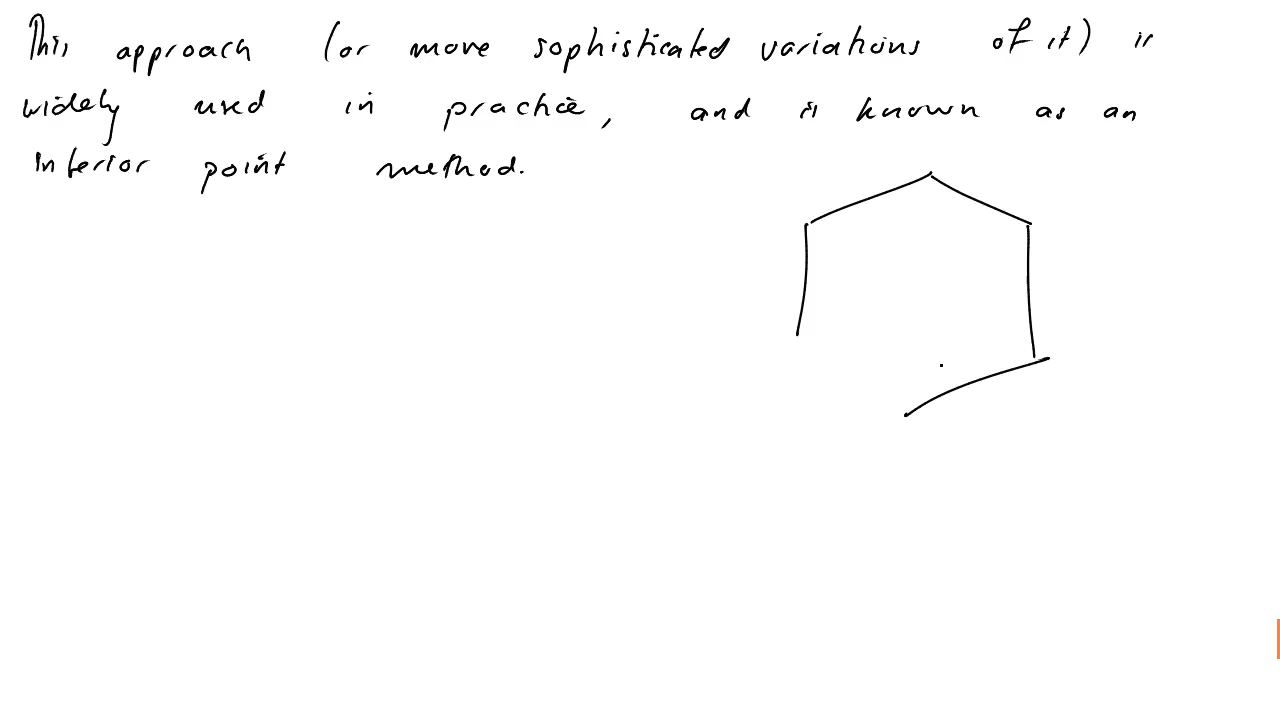 This approach (or more sophisticated variations of it) is
widely used in practice, and is known as an
interior point method.